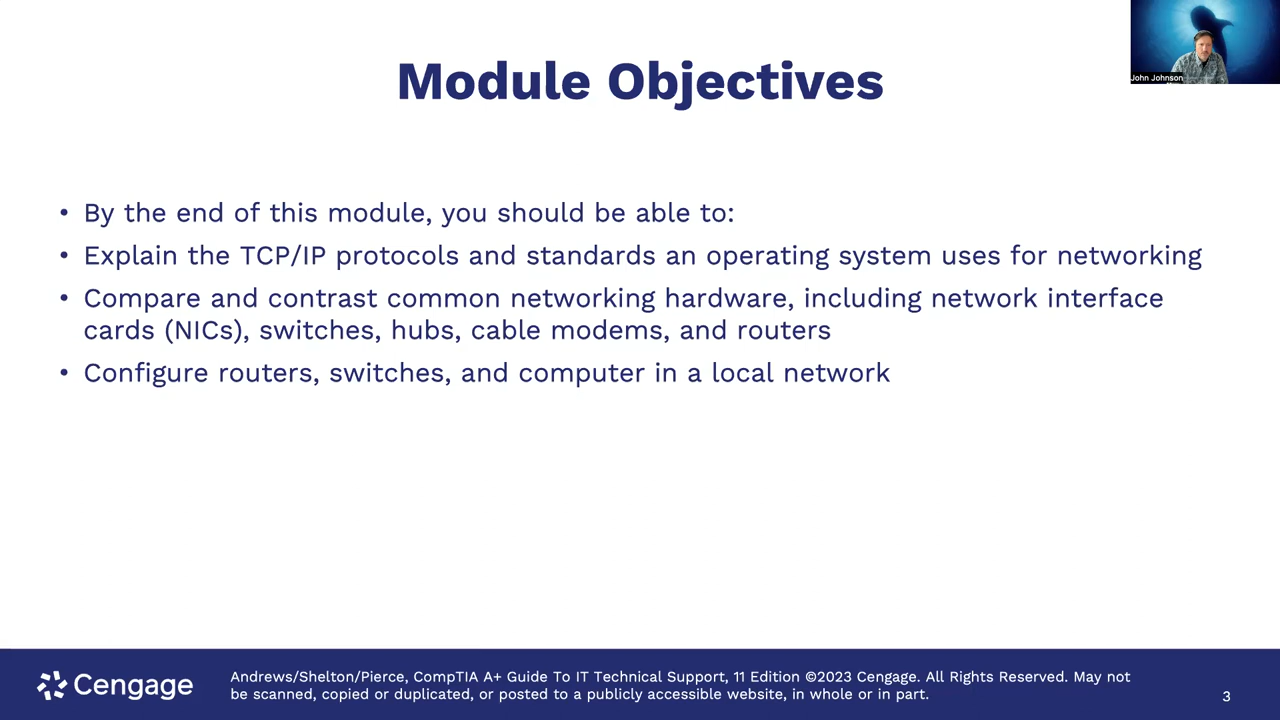 John Johnson
Module Objectives
• By the end of this module, you should be able to:
• Explain the TCP/IP protocols and standards an operating system uses for networking
• Compare and contrast common networking hardware, including network interface
cards (NICs), switches, hubs, cable modems, and routers
• Configure routers, switches, and computer in a local network
Cengage
Andrews/Shelton/Pierce, CompTIA A+ Guide To IT Technical Support, 11 Edition ©2023 Cengage. All Rights Reserved. May not
be scanned, copied or duplicated, or posted to a publicly accessible website, in whole or in part.
3